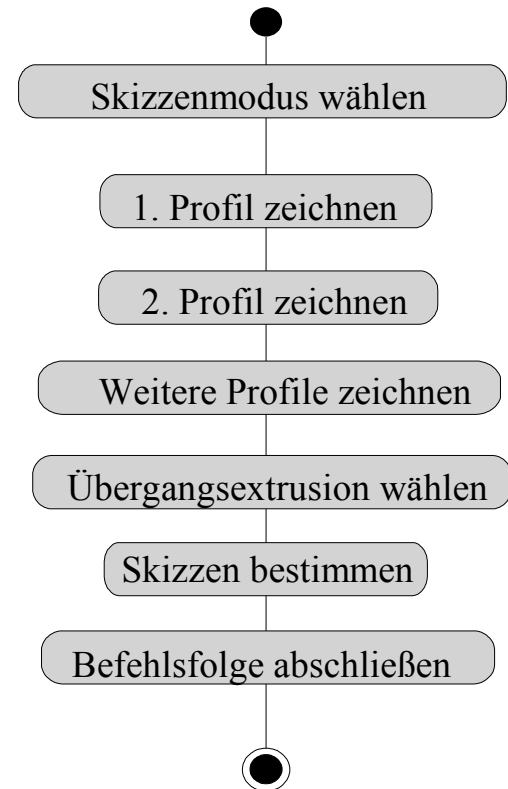 Skizzenmodus wählen
1. Profil zeichnen
2. Profil zeichnen
Weitere Profile zeichnen
Übergangsextrusion wählen
Skizzen bestimmen
Befehlsfolge abschließen